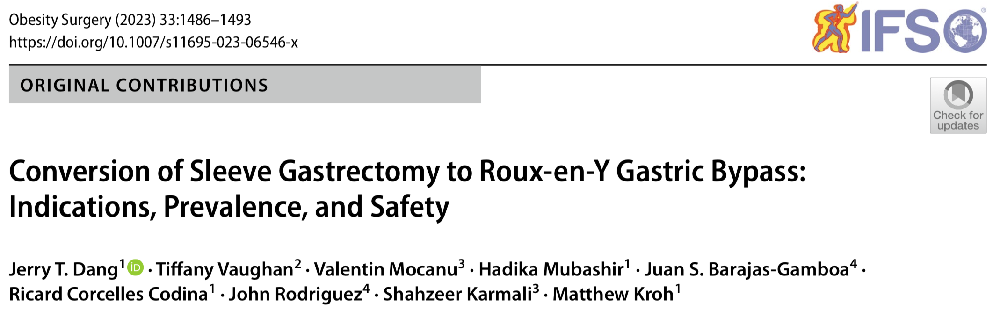 Obesity Surgery (2023) 33:1486–1493
https://doi.org/10.1007/s11695-023-06546-x
IFSO®
ORIGINAL CONTRIBUTIONS
Check for
updates
Conversion of Sleeve Gastrectomy to Roux-en-Y Gastric Bypass:
Indications, Prevalence, and Safety
Jerry T. Dang¹ iD · Tiffany Vaughan² · Valentin Mocanu³ · Hadika Mubashir¹ · Juan S. Barajas-Gamboa⁴ ·
Ricard Corcelles Codina¹ · John Rodriguez⁴ · Shahzeer Karmali³ · Matthew Kroh¹